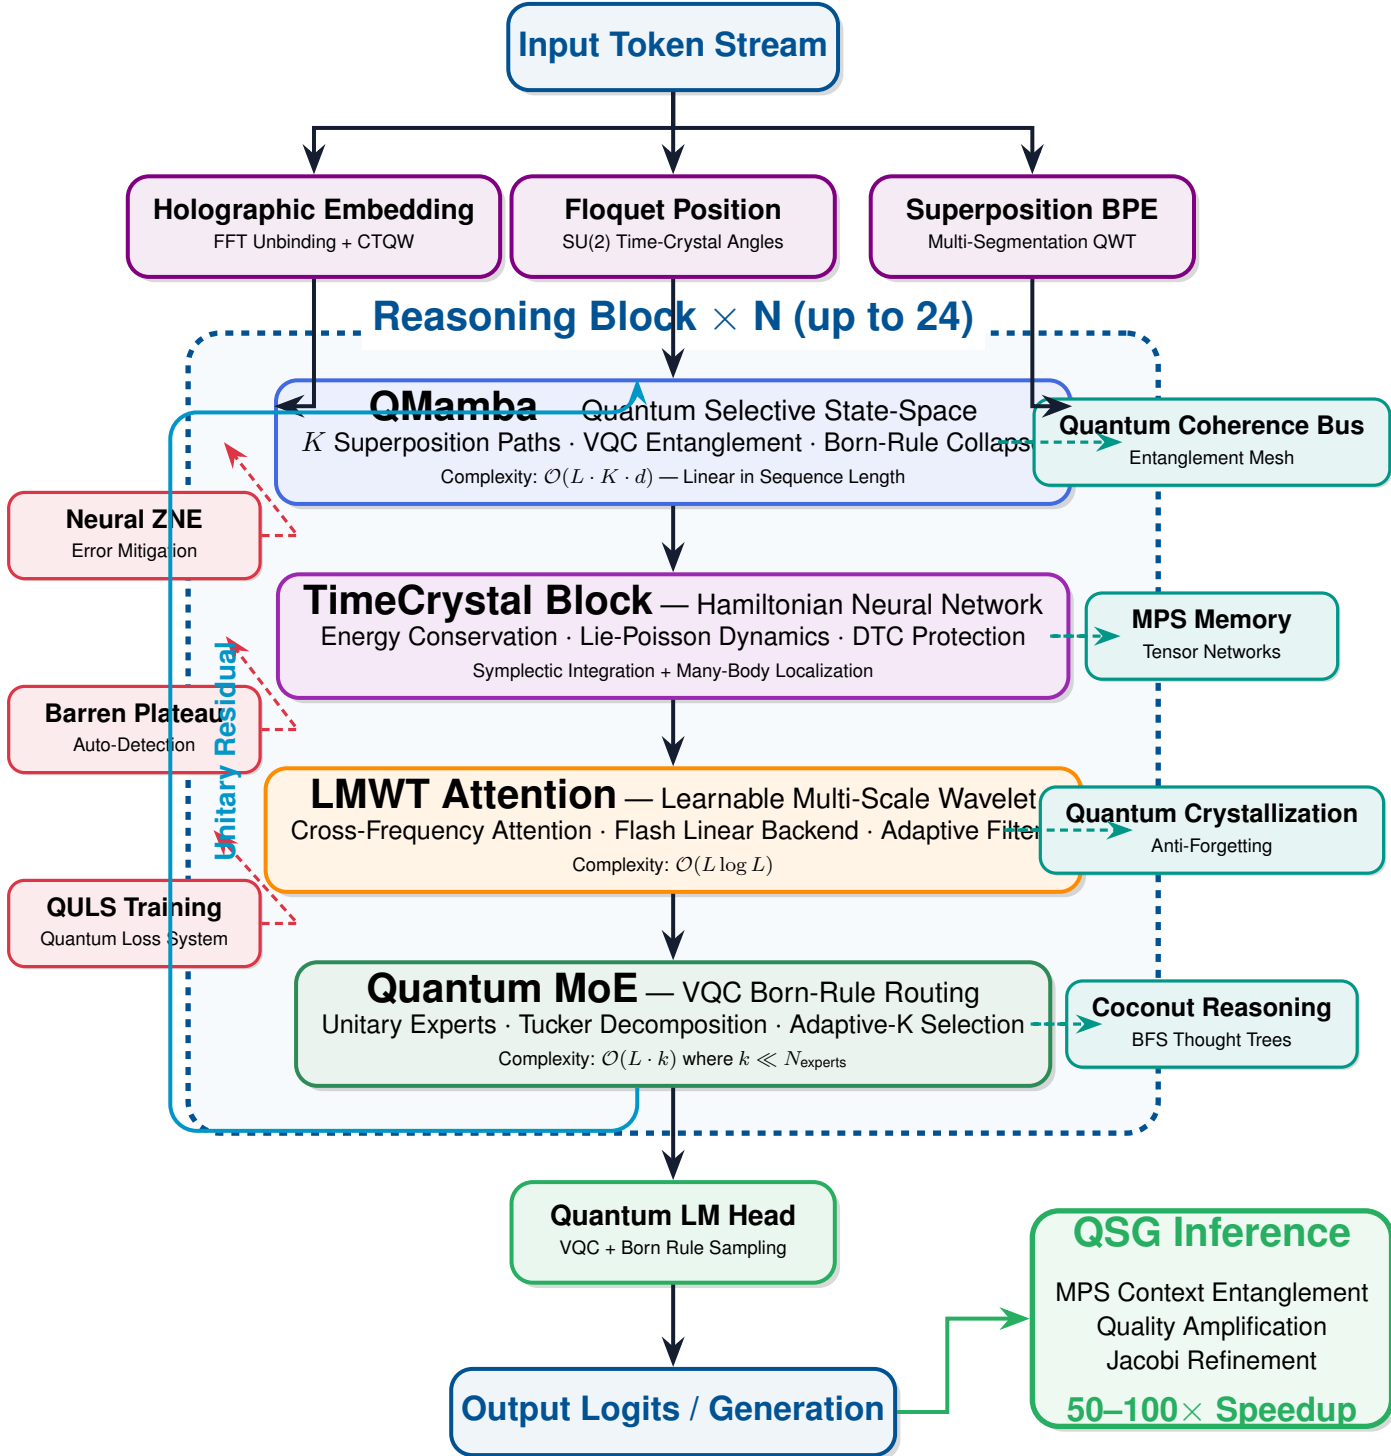 Input Token Stream
Holographic Embedding
FFT Unbinding + CTQW
Floquet Position
SU(2) Time-Crystal Angles
Superposition BPE
Multi-Segmentation QWT
Reasoning Block × N (up to 24)
QMamba — Quantum Selective State-Space
K Superposition Paths · VQC Entanglement · Born-Rule Collaps
Complexity: O(L · K · d) — Linear in Sequence Length
Quantum Coherence Bus
Entanglement Mesh
Neural ZNE
Error Mitigation
TimeCrystal Block — Hamiltonian Neural Network
Energy Conservation · Lie-Poisson Dynamics · DTC Protection
Symplectic Integration + Many-Body Localization
MPS Memory
Tensor Networks
Barren Plateau
Auto-Detection
Unitary Residual
LMWT Attention — Learnable Multi-Scale Wavelet
Cross-Frequency Attention · Flash Linear Backend · Adaptive Filter
Complexity: O(L log L)
Quantum Crystallization
Anti-Forgetting
QULS Training
Quantum Loss System
Quantum MoE — VQC Born-Rule Routing
Unitary Experts · Tucker Decomposition · Adaptive-K Selection
Complexity: O(L · k) where k ≪ N_experts
Coconut Reasoning
BFS Thought Trees
Quantum LM Head
VQC + Born Rule Sampling
QSG Inference
MPS Context Entanglement
Quality Amplification
Jacobi Refinement
50–100× Speedup
Output Logits / Generation